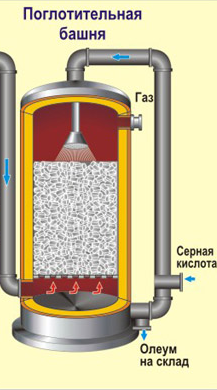 Поглотительная
башня
Газ
Серная
кислота
Олеум
на склад